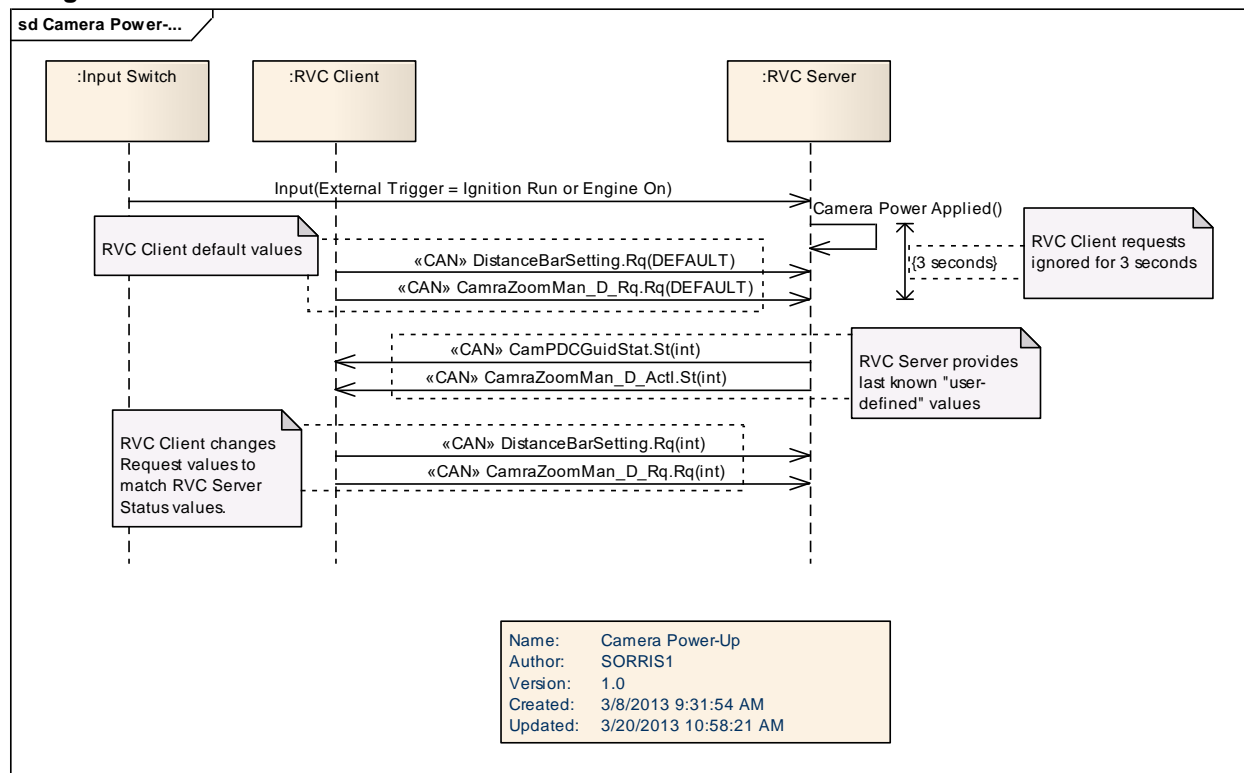 sd Camera Power-...
:Input Switch
:RVC Client
:RVC Server
Input(External Trigger = Ignition Run or Engine On)
Camera Power Applied()
RVC Client default values
{3 seconds}
RVC Client requests
ignored for 3 seconds
«CAN» DistanceBarSetting.Rq(DEFAULT)
«CAN» CamraZoomMan_D_Rq.Rq(DEFAULT)
«CAN» CamPDCGuidStat.St(int)
«CAN» CamraZoomMan_D_Actl.St(int)
RVC Server provides
last known "user-
defined" values
RVC Client changes
Request values to
match RVC Server
Status values.
«CAN» DistanceBarSetting.Rq(int)
«CAN» CamraZoomMan_D_Rq.Rq(int)
Name: Camera Power-Up
Author: SORRIS1
Version: 1.0
Created: 3/8/2013 9:31:54 AM
Updated: 3/20/2013 10:58:21 AM